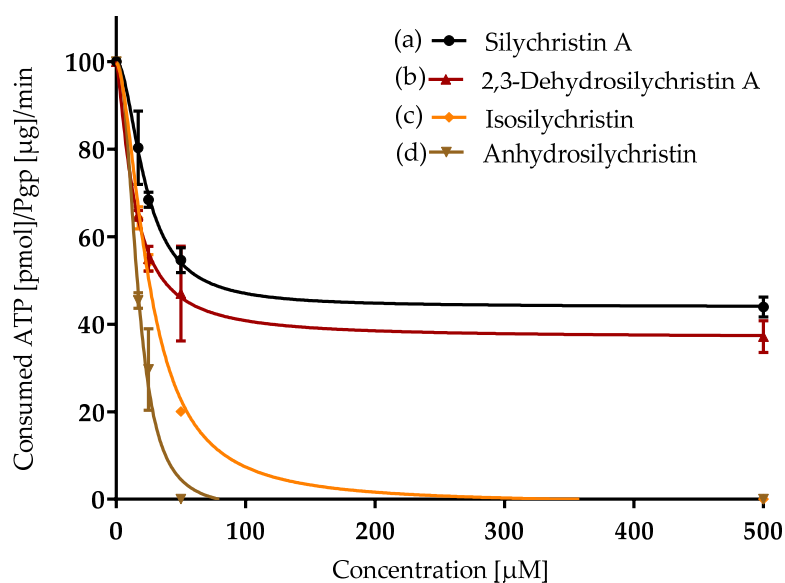 (a) Silychristin A
(b) 2,3-Dehydrosilychristin A
(c) Isosilychristin
(d) Anhydrosilychristin
Consumed ATP [pmol]/Pgp [µg]/min
100
80
60
40
20
0
0 100 200 300 400 500
Concentration [µM]